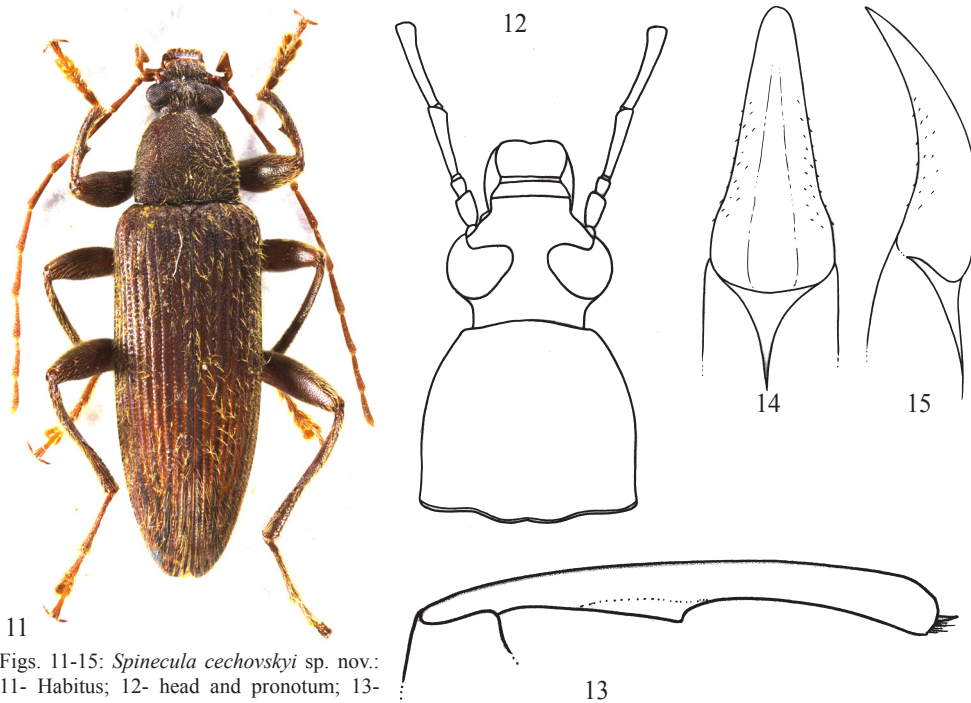 12
14
15
11
Figs. 11-15: Spinecula cechovskyi sp. nov.:
11- Habitus; 12- head and pronotum; 13-
13